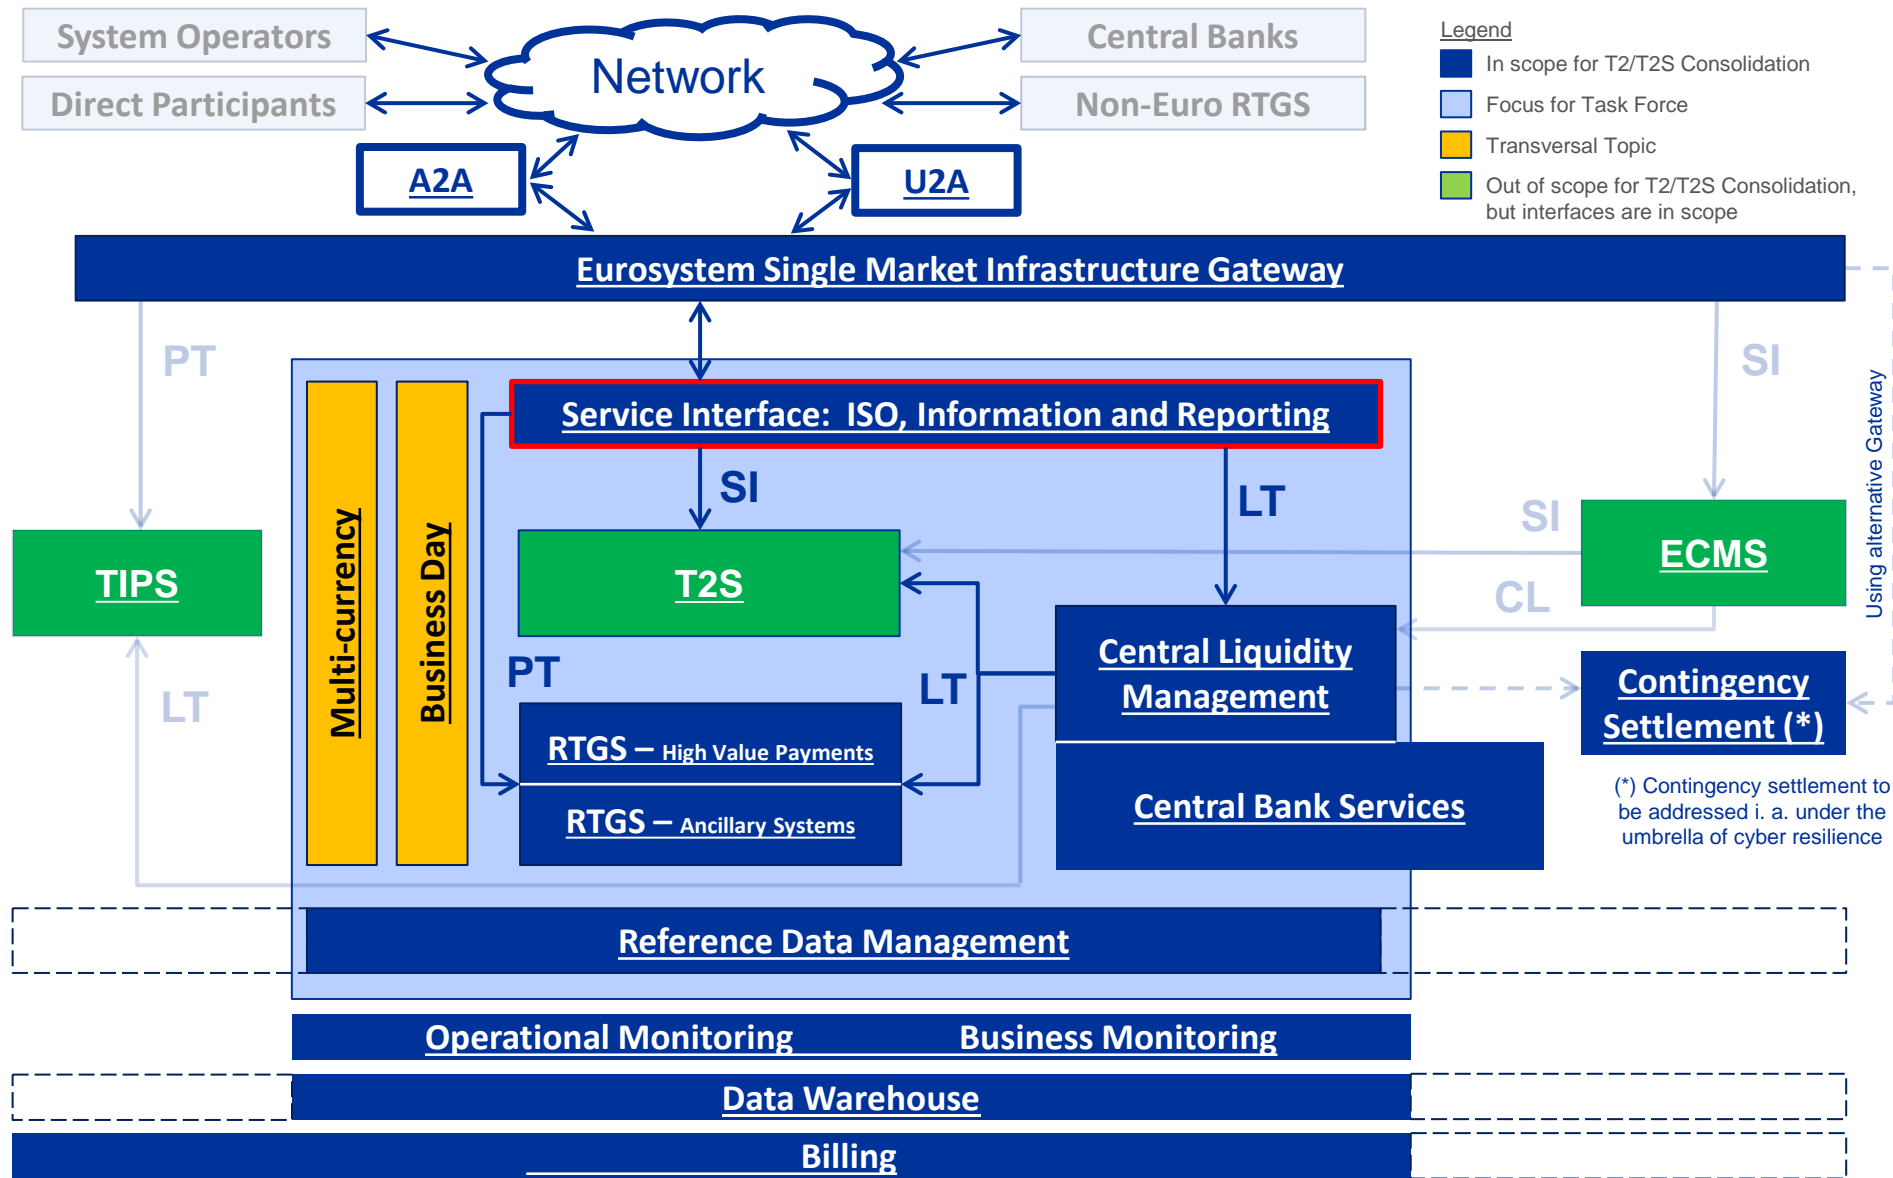 System Operators
Direct Participants
Network
Central Banks
Non-Euro RTGS
Legend
In scope for T2/T2S Consolidation
Focus for Task Force
Transversal Topic
Out of scope for T2/T2S Consolidation,
but interfaces are in scope
A2A
U2A
Eurosystem Single Market Infrastructure Gateway
PT
SI
Using alternative Gateway
Service Interface: ISO, Information and Reporting
SI
LT
Multi-currency
Business Day
TIPS
T2S
SI
ECMS
CL
LT
PT
LT
Central Liquidity
Management
Contingency
Settlement (*)
RTGS – High Value Payments
RTGS – Ancillary Systems
Central Bank Services
(*) Contingency settlement to
be addressed i. a. under the
umbrella of cyber resilience
Reference Data Management
Operational Monitoring Business Monitoring
Data Warehouse
Billing